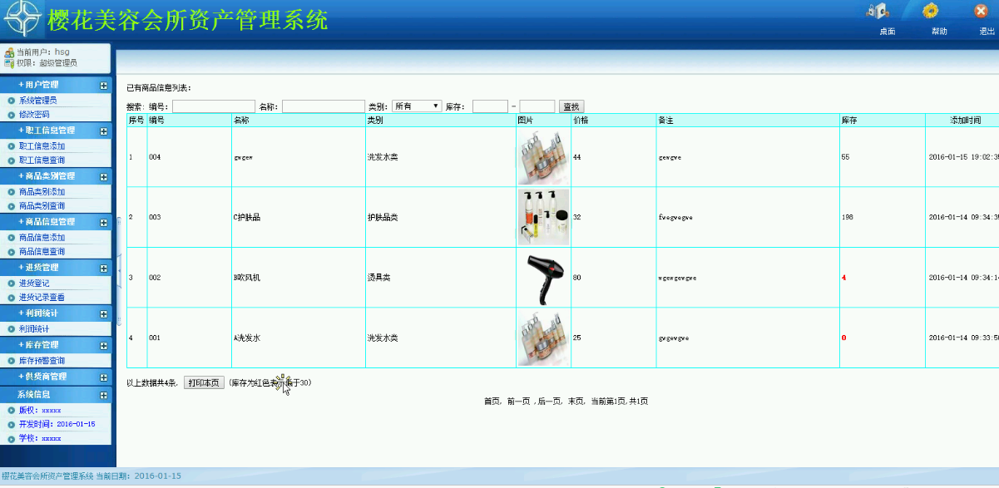 樱花美容会所资产管理系统
桌面 帮助 退出
当前用户：hsg
权限：超级管理员
+用户管理
系统管理员
修改密码
+职工信息管理
职工信息添加
职工信息查询
+商品类别管理
商品类别添加
商品类别查询
+商品信息管理
商品信息添加
商品信息查询
+进货管理
进货登记
进货记录查看
+利润统计
利润统计
+库存管理
库存预警查询
+供货商管理
系统信息
版权：xxxxx
开发时间：2016-01-15
学校：xxxxx
已有商品信息列表：
搜索: 编号： 名称： 类别： 所有 库存： － 查找
序号 编号 名称 类别 图片 价格 备注 库存 添加时间
1 004 gwgew 洗发水类 44 gewgwe 55 2016-01-15 19:02:3
2 003 C护肤品 护肤品类 32 fwegwegwe 198 2016-01-14 09:34:3
3 002 B吹风机 烫具类 80 wgewgewgwe 4 2016-01-14 09:34:1
4 001 A洗发水 洗发水类 25 gwgewgwe 0 2016-01-14 09:33:5
以上数据共4条, 打印本页 (库存为红色表示低于30)
首页, 前一页 ,后一页, 末页, 当前第1页,共1页
樱花美容会所资产管理系统 当前日期：2016-01-15